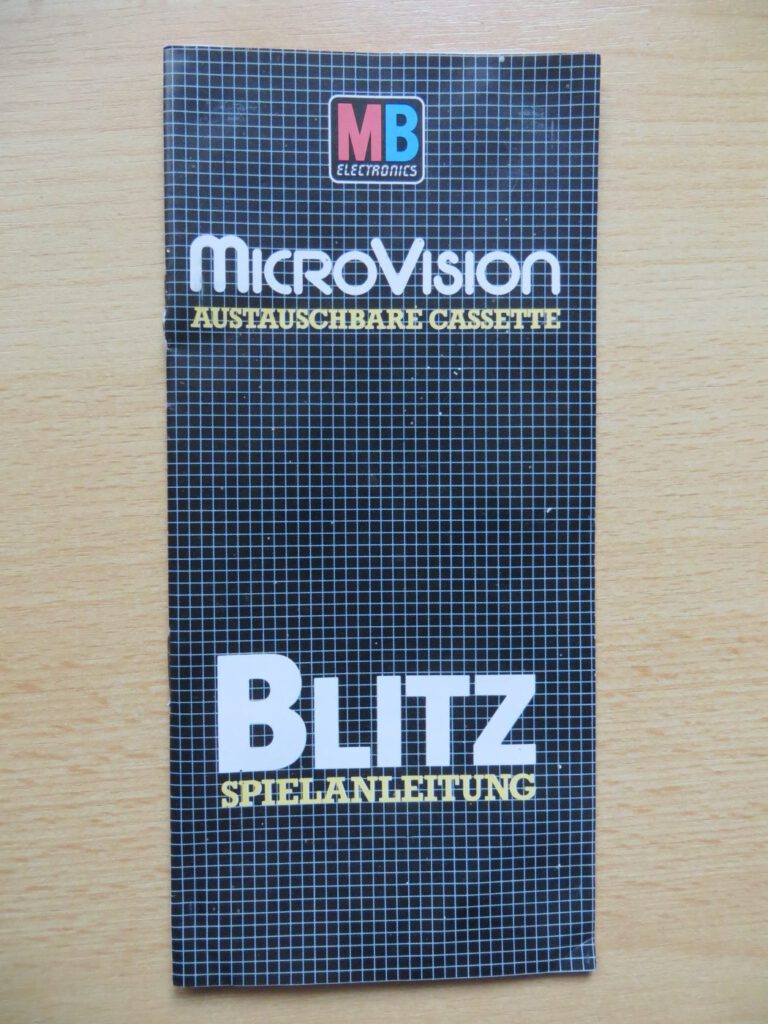 MB
ELECTRONICS
MICROVISION
AUSTAUSCHBARE CASSETTE
BLITZ
SPIELANLEITUNG